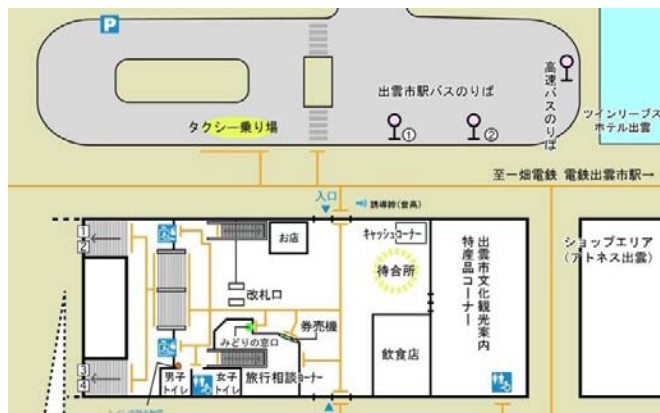 P
高速バスのりば
出雲市駅バスのりば
ツインリーブス
ホテル出雲
タクシー乗り場
①
②
至一畑電鉄 電鉄出雲市駅→
入口
誘導鈴(音高)
1
2
お店
キャッシュコーナー
待合所
出雲市文化観光案内
特産品コーナー
ショップエリア
(アトネス出雲)
改札口
券売機
みどりの窓口
飲食店
3
4
男子
トイレ
女子
トイレ
旅行相談コーナー